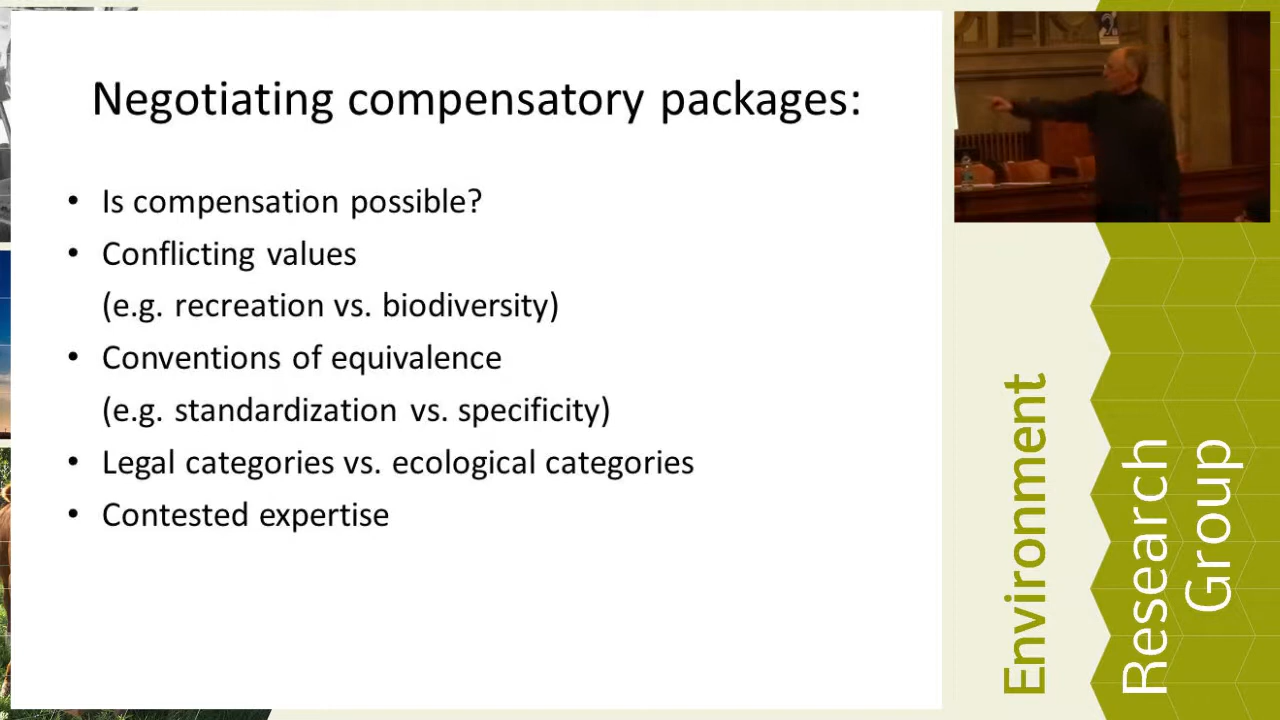 Negotiating compensatory packages:
• Is compensation possible?
• Conflicting values
(e.g. recreation vs. biodiversity)
• Conventions of equivalence
(e.g. standardization vs. specificity)
• Legal categories vs. ecological categories
• Contested expertise
Environment
Research
Group